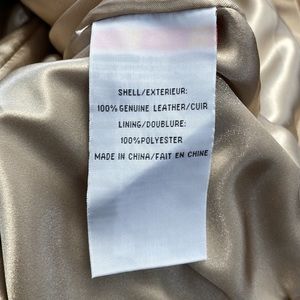 SHELL/EXTERIEUR:
100% GENUINE LEATHER/CUIR
LINING/DOUBLURE:
100%POLYESTER
MADE IN CHINA/FAIT EN CHINE